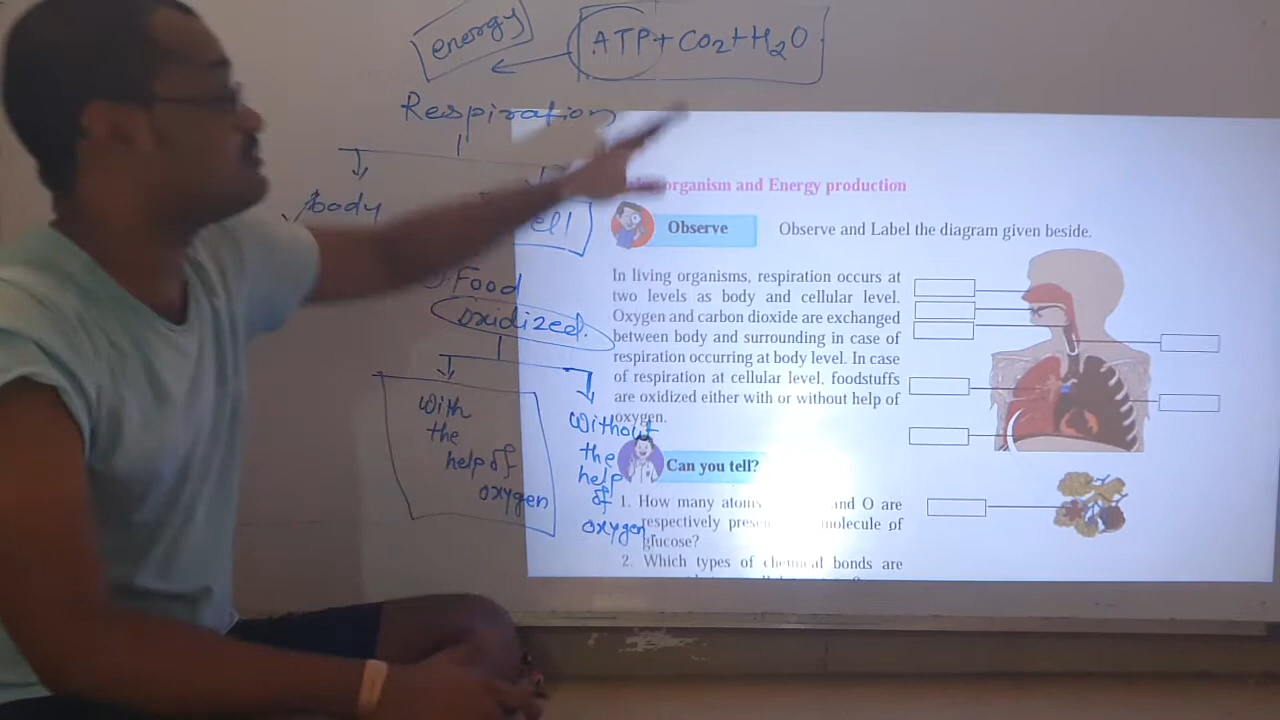 energy
ATP+CO2+H2O
Respiration
body
ell
Food
oxidized.
With
the
help of
oxygen
Without
the
help
of
oxygen
organism and Energy production
Observe
Observe and Label the diagram given beside.
In living organisms, respiration occurs at
two levels as body and cellular level.
Oxygen and carbon dioxide are exchanged
between body and surrounding in case of
respiration occurring at body level. In case
of respiration at cellular level, foodstuffs
are oxidized either with or without help of
oxygen.
Can you tell?
1. How many atoms and O are
respectively molecule of
glucose?
2. Which types of chemical bonds are